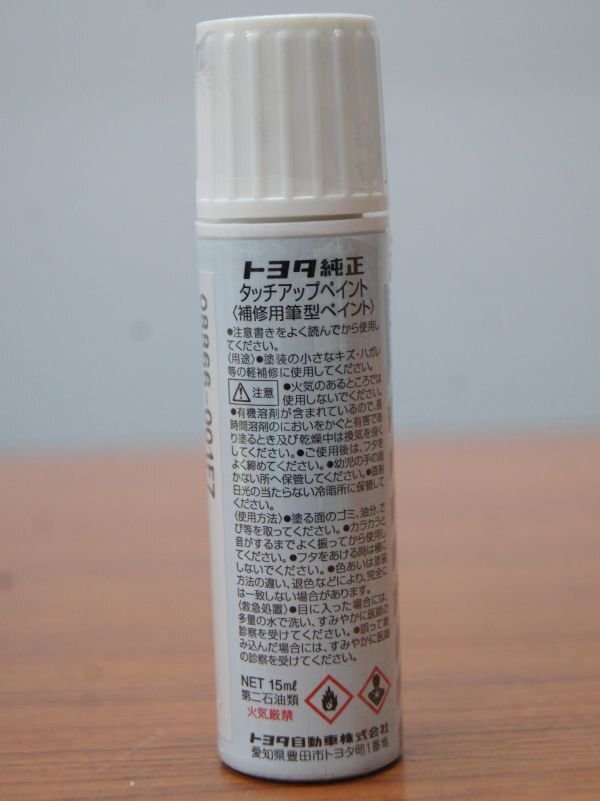 トヨタ純正
タッチアップペイント
〈補修用筆型ペイント〉
●注意書きをよく読んでから使用し
てください。
〈用途〉●塗装の小さなキズ・ハガレ
等の軽補修に使用してください。
注意 ●火気のあるところでは
使用しないでください。
●有機溶剤が含まれているので、長
時間溶剤のにおいをかぐと有害であ
り塗るとき及び乾燥中は換気を良く
してください。●ご使用後は、フタを
よく締めてください。●幼児の手の届
かない所へ保管してください。●直射
日光の当たらない冷暗所に保管して
ください。
〈使用方法〉●塗る面のゴミ、油分、さ
び等を取ってください。●カラカラと
音がするまでよく振ってから使用し
てください。●フタをあける時は横に
しないでください。●色あいは塗装
方法の違い、退色などにより、完全に
は一致しない場合があります。
〈救急処置〉●目に入った場合には、
多量の水で洗い、すみやかに医師の
診察を受けてください。●誤って飲
み込んだ場合には、すみやかに医師
の診察を受けてください。
NET 15mℓ
第二石油類
火気厳禁
トヨタ自動車株式会社
愛知県豊田市トヨタ町1番地